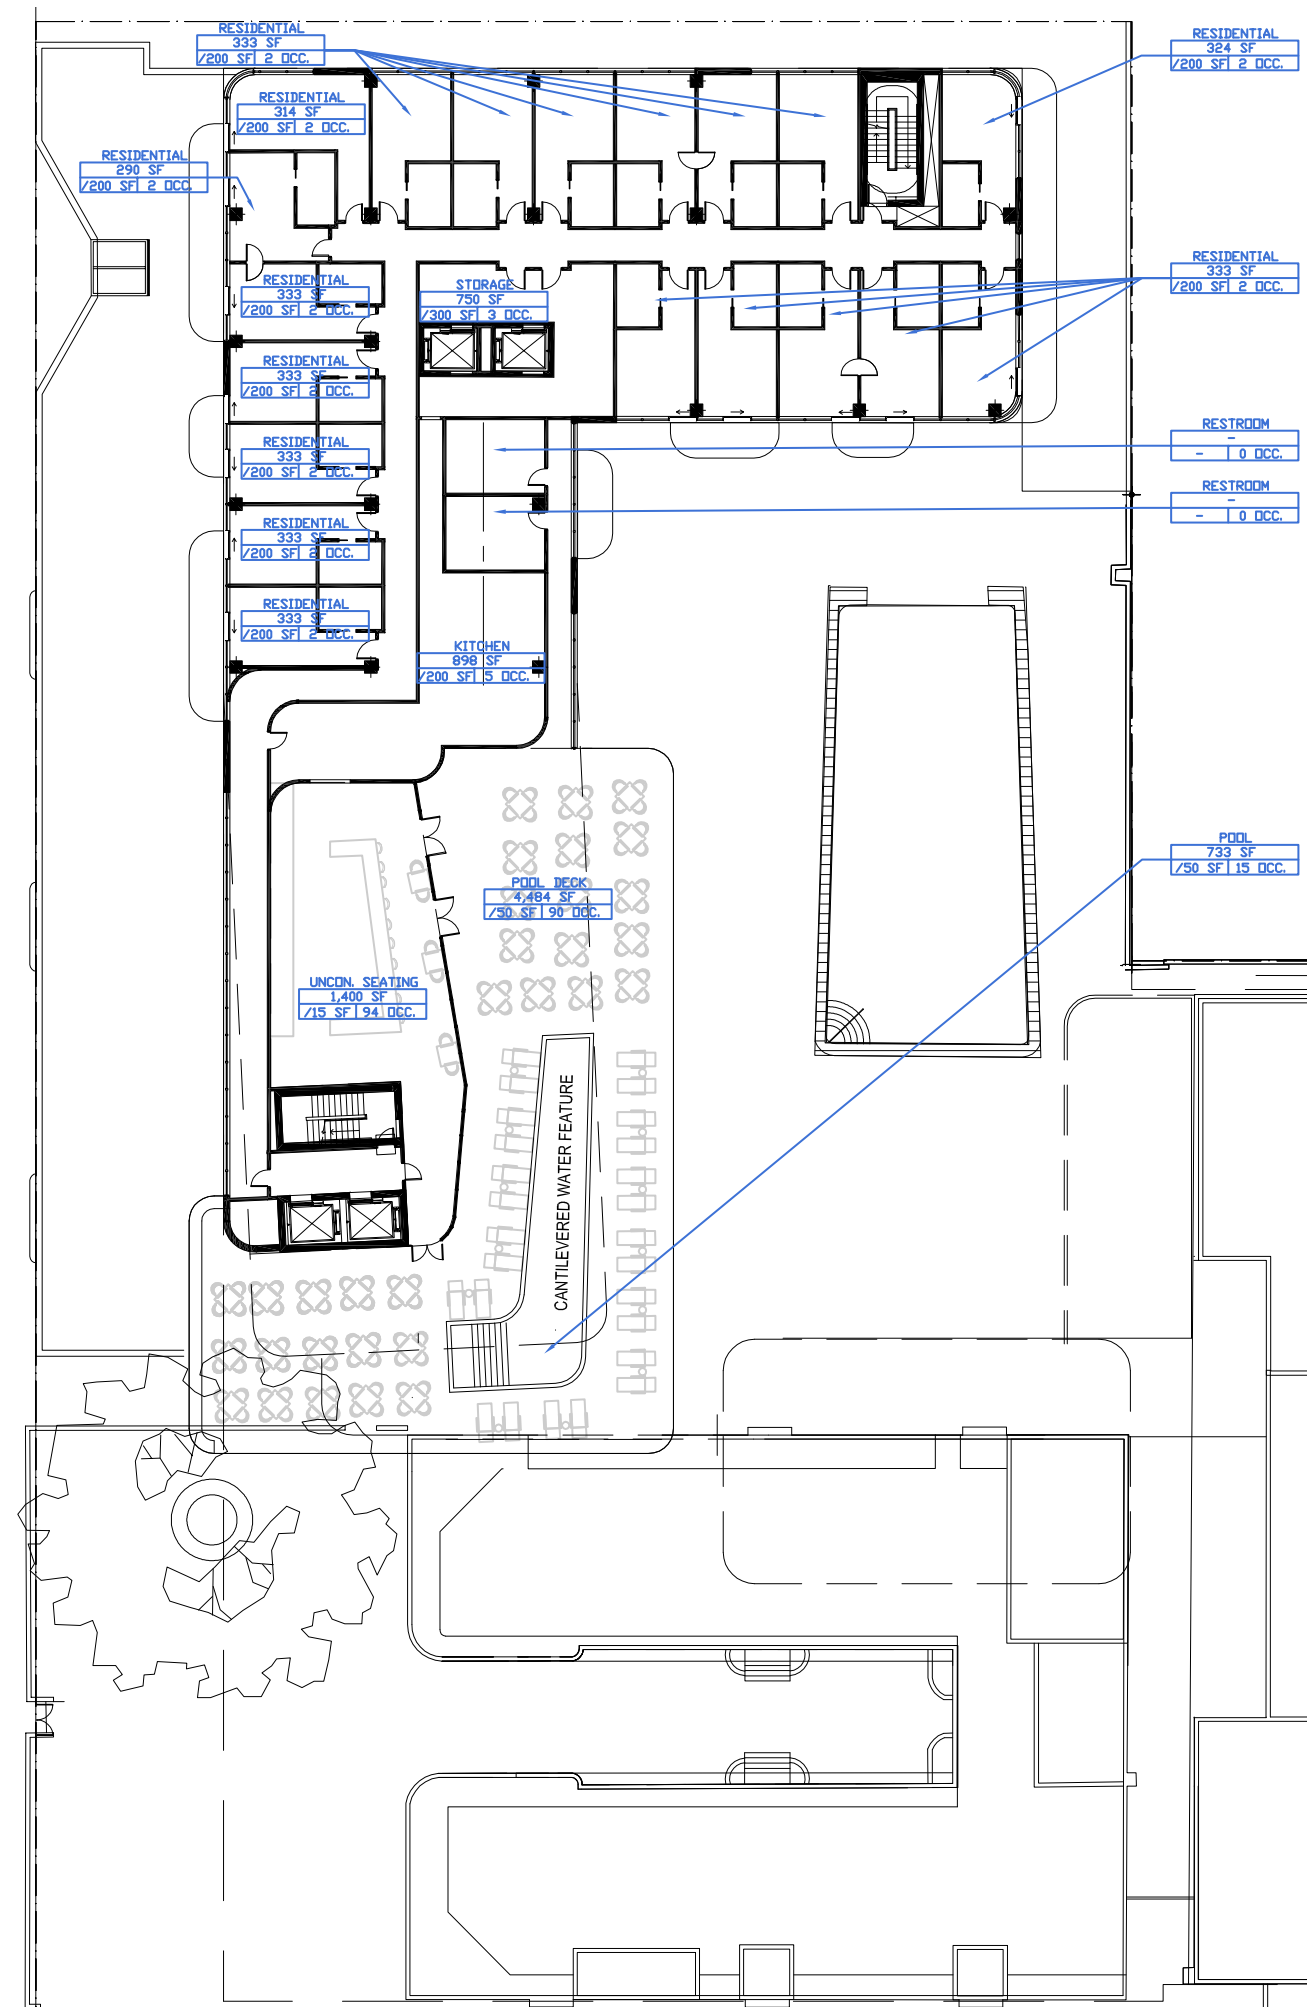 RESIDENTIAL
333 SF
/200 SF 2 OCC.
RESIDENTIAL
324 SF
/200 SF 2 OCC.
RESIDENTIAL
314 SF
/200 SF 2 OCC.
RESIDENTIAL
290 SF
/200 SF 2 OCC.
RESIDENTIAL
333 SF
/200 SF 2 OCC.
RESIDENTIAL
333 SF
/200 SF 2 OCC.
STORAGE
750 SF
/300 SF 3 OCC.
RESIDENTIAL
333 SF
/200 SF 2 OCC.
RESTROOM
-
- 0 OCC.
RESIDENTIAL
333 SF
/200 SF 2 OCC.
RESTROOM
-
- 0 OCC.
RESIDENTIAL
333 SF
/200 SF 2 OCC.
RESIDENTIAL
333 SF
/200 SF 2 OCC.
KITCHEN
898 SF
/200 SF 5 OCC.
POOL
733 SF
/50 SF 15 OCC.
POOL DECK
4,484 SF
/50 SF 90 OCC.
UNCON. SEATING
1,400 SF
/15 SF 94 OCC.
CANTILEVERED WATER FEATURE